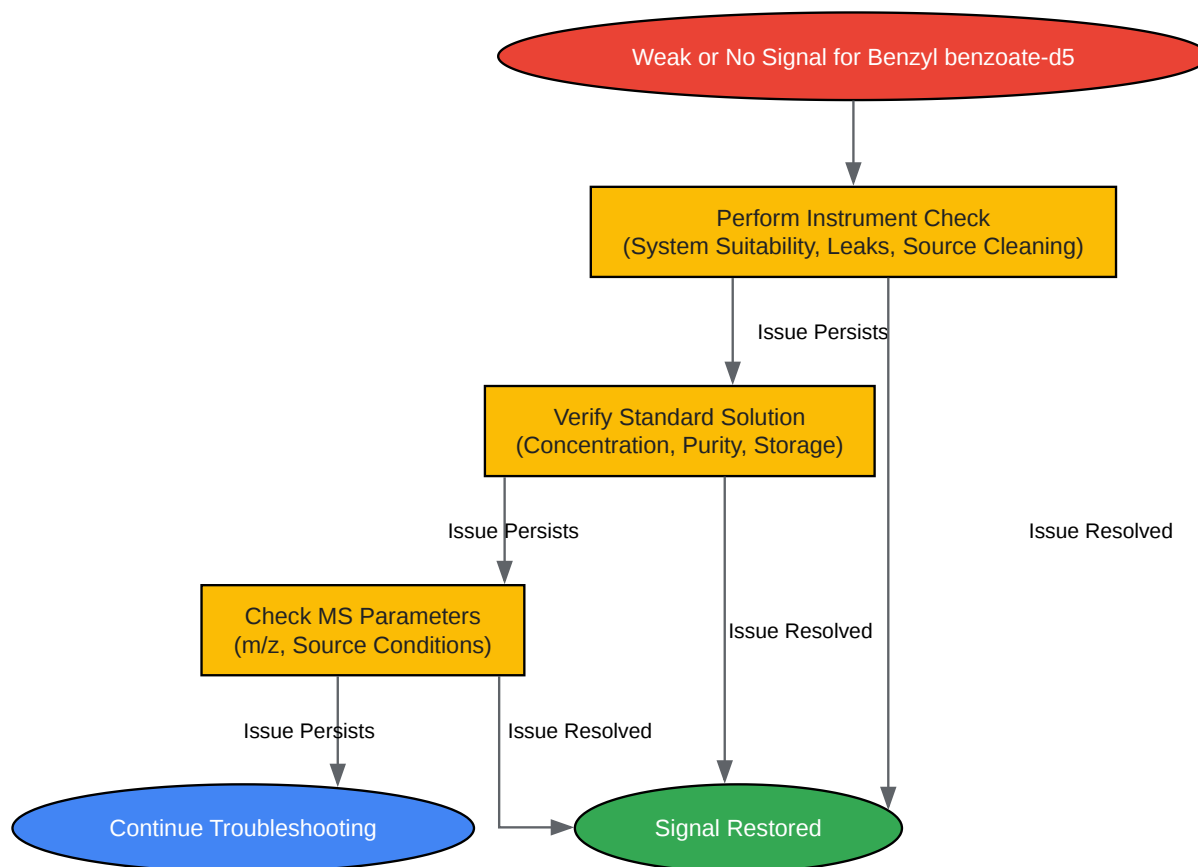 Weak or No Signal for Benzyl benzoate-d5
Perform Instrument Check
(System Suitability, Leaks, Source Cleaning)
Issue Persists
Verify Standard Solution
(Concentration, Purity, Storage)
Issue Persists
Issue Resolved
Check MS Parameters
(m/z, Source Conditions)
Issue Resolved
Issue Persists
Issue Resolved
Continue Troubleshooting
Signal Restored